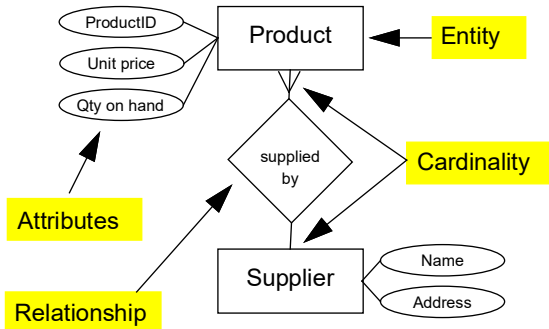 ProductID
Product
Entity
Unit price
Qty on hand
supplied
by
Cardinality
Attributes
Name
Supplier
Address
Relationship